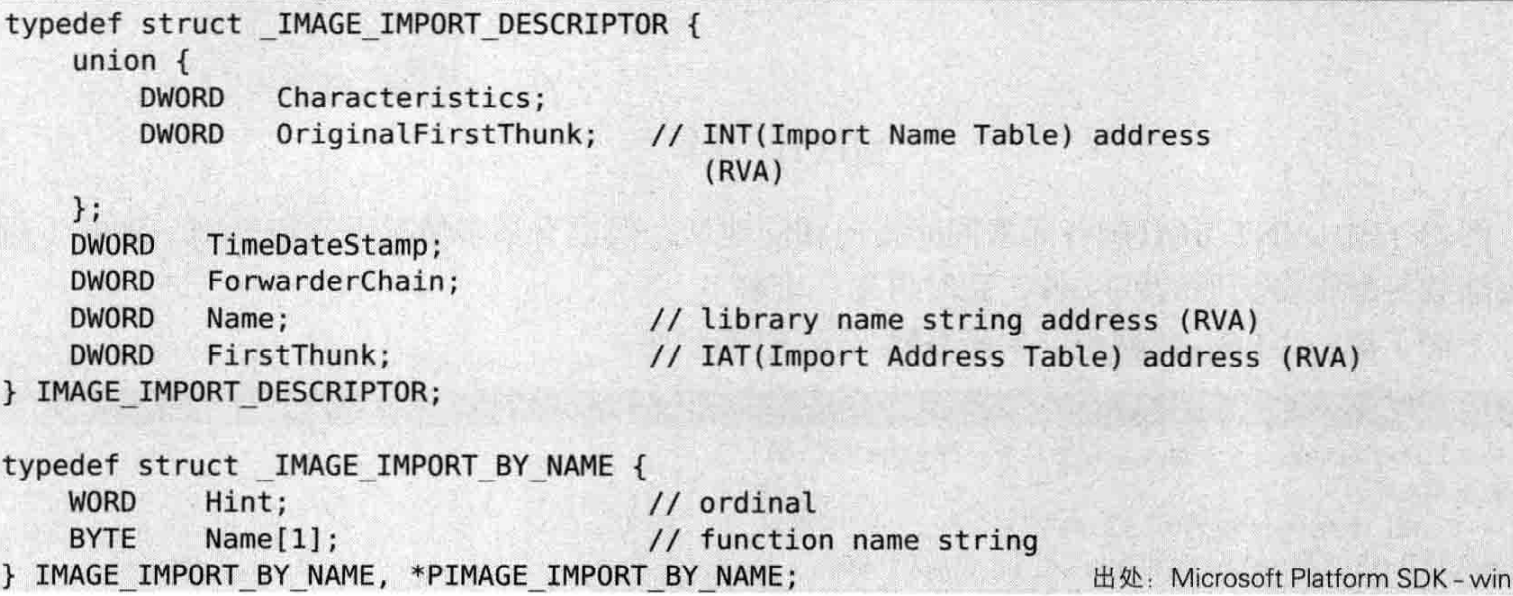 typedef struct _IMAGE_IMPORT_DESCRIPTOR {
    union {
        DWORD   Characteristics;
        DWORD   OriginalFirstThunk;   // INT(Import Name Table) address
                                         (RVA)
    };
    DWORD   TimeDateStamp;
    DWORD   ForwarderChain;
    DWORD   Name;                     // library name string address (RVA)
    DWORD   FirstThunk;               // IAT(Import Address Table) address (RVA)
} IMAGE_IMPORT_DESCRIPTOR;

typedef struct _IMAGE_IMPORT_BY_NAME {
    WORD    Hint;                     // ordinal
    BYTE    Name[1];                  // function name string
} IMAGE_IMPORT_BY_NAME, *PIMAGE_IMPORT_BY_NAME;                出处：Microsoft Platform SDK – win